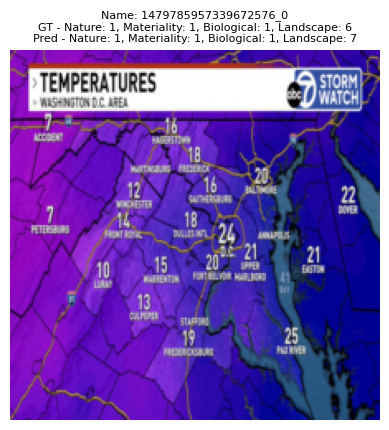 Name: 1479785957339672576_0
GT - Nature: 1, Materiality: 1, Biological: 1, Landscape: 6
Pred - Nature: 1, Materiality: 1, Biological: 1, Landscape: 7
TEMPERATURES
WASHINGTON D.C. AREA
abc 7 STORM WATCH
7
ACCIDENT
16
HAGERSTOWN
MARTINSBURG
18
FREDERICK
20
BALTIMORE
12
WINCHESTER
16
GAITHERSBURG
22
DOVER
7
PETERSBURG
14
FRONT ROYAL
18
DULLES INT'L
24
D.C.
ANNAPOLIS
10
LURAY
15
WARRENTON
20
FORT BELVOIR
21
UPPER MARLBORO
41
BAY
21
EASTON
13
CULPEPER
STAFFORD
19
FREDERICKSBURG
25
PAX RIVER